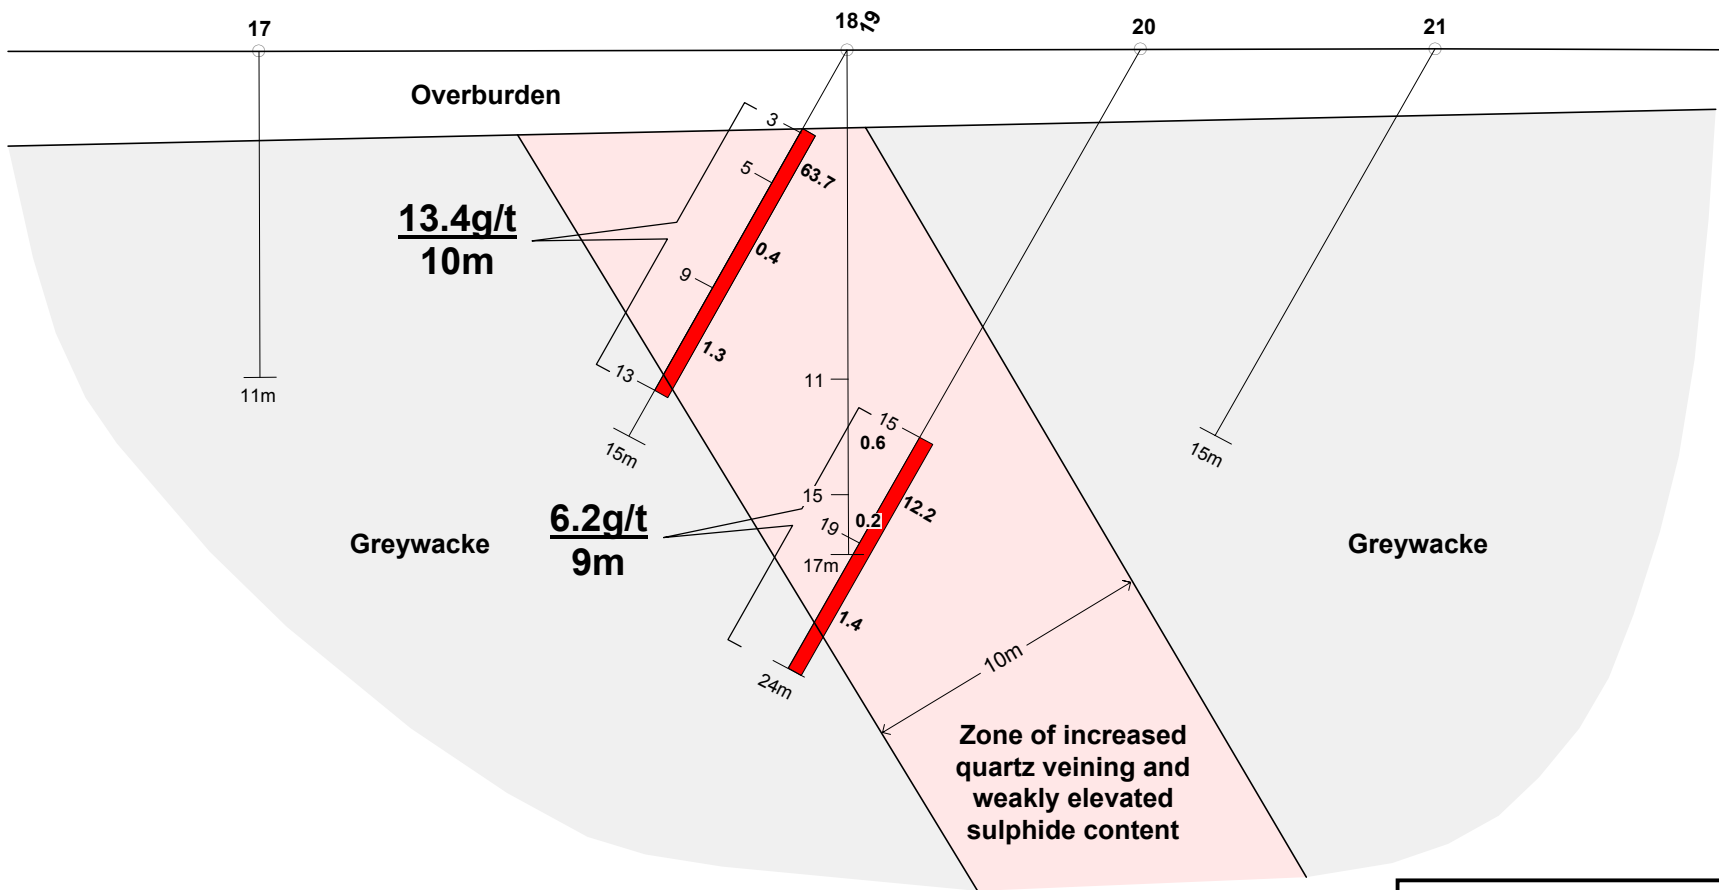 17
18
19
20
21
Overburden
3
5
63.7
13.4g/t
10m
0.4
9
1.3
13
11
11m
15m
15
0.6
15m
15
12.2
6.2g/t
9m
0.2
19
17m
Greywacke
Greywacke
1.4
24m
10m
Zone of increased
quartz veining and
weakly elevated
sulphide content